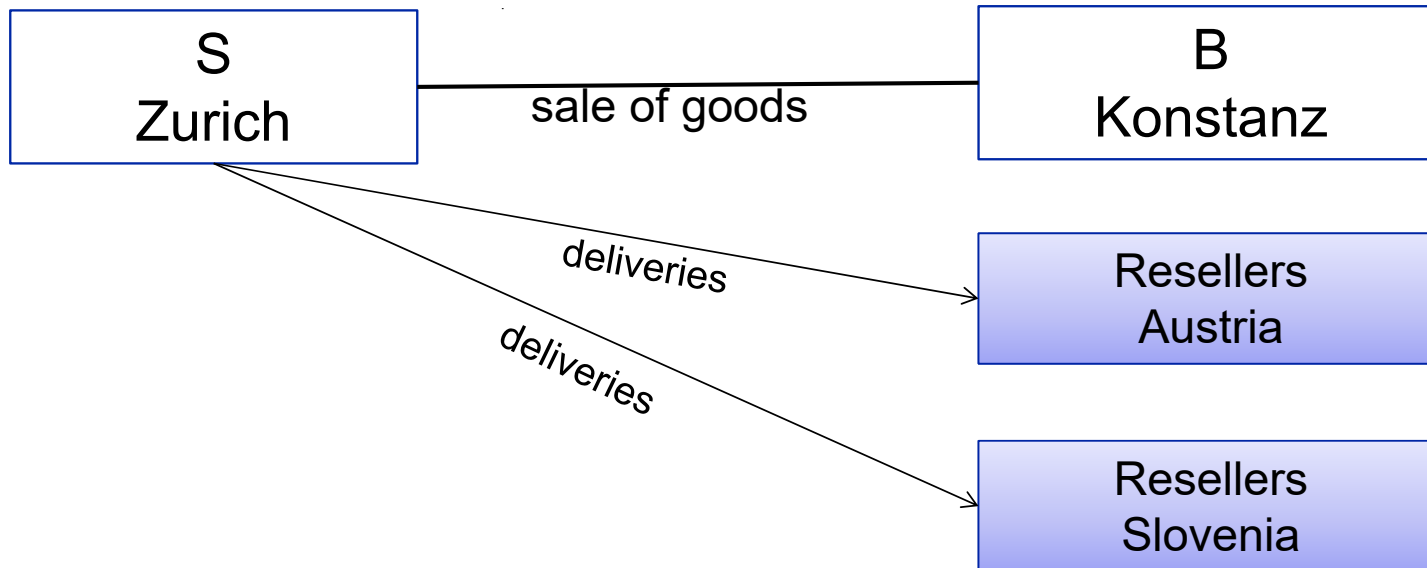 S
Zurich
sale of goods
B
Konstanz
deliveries
Resellers
Austria
deliveries
Resellers
Slovenia